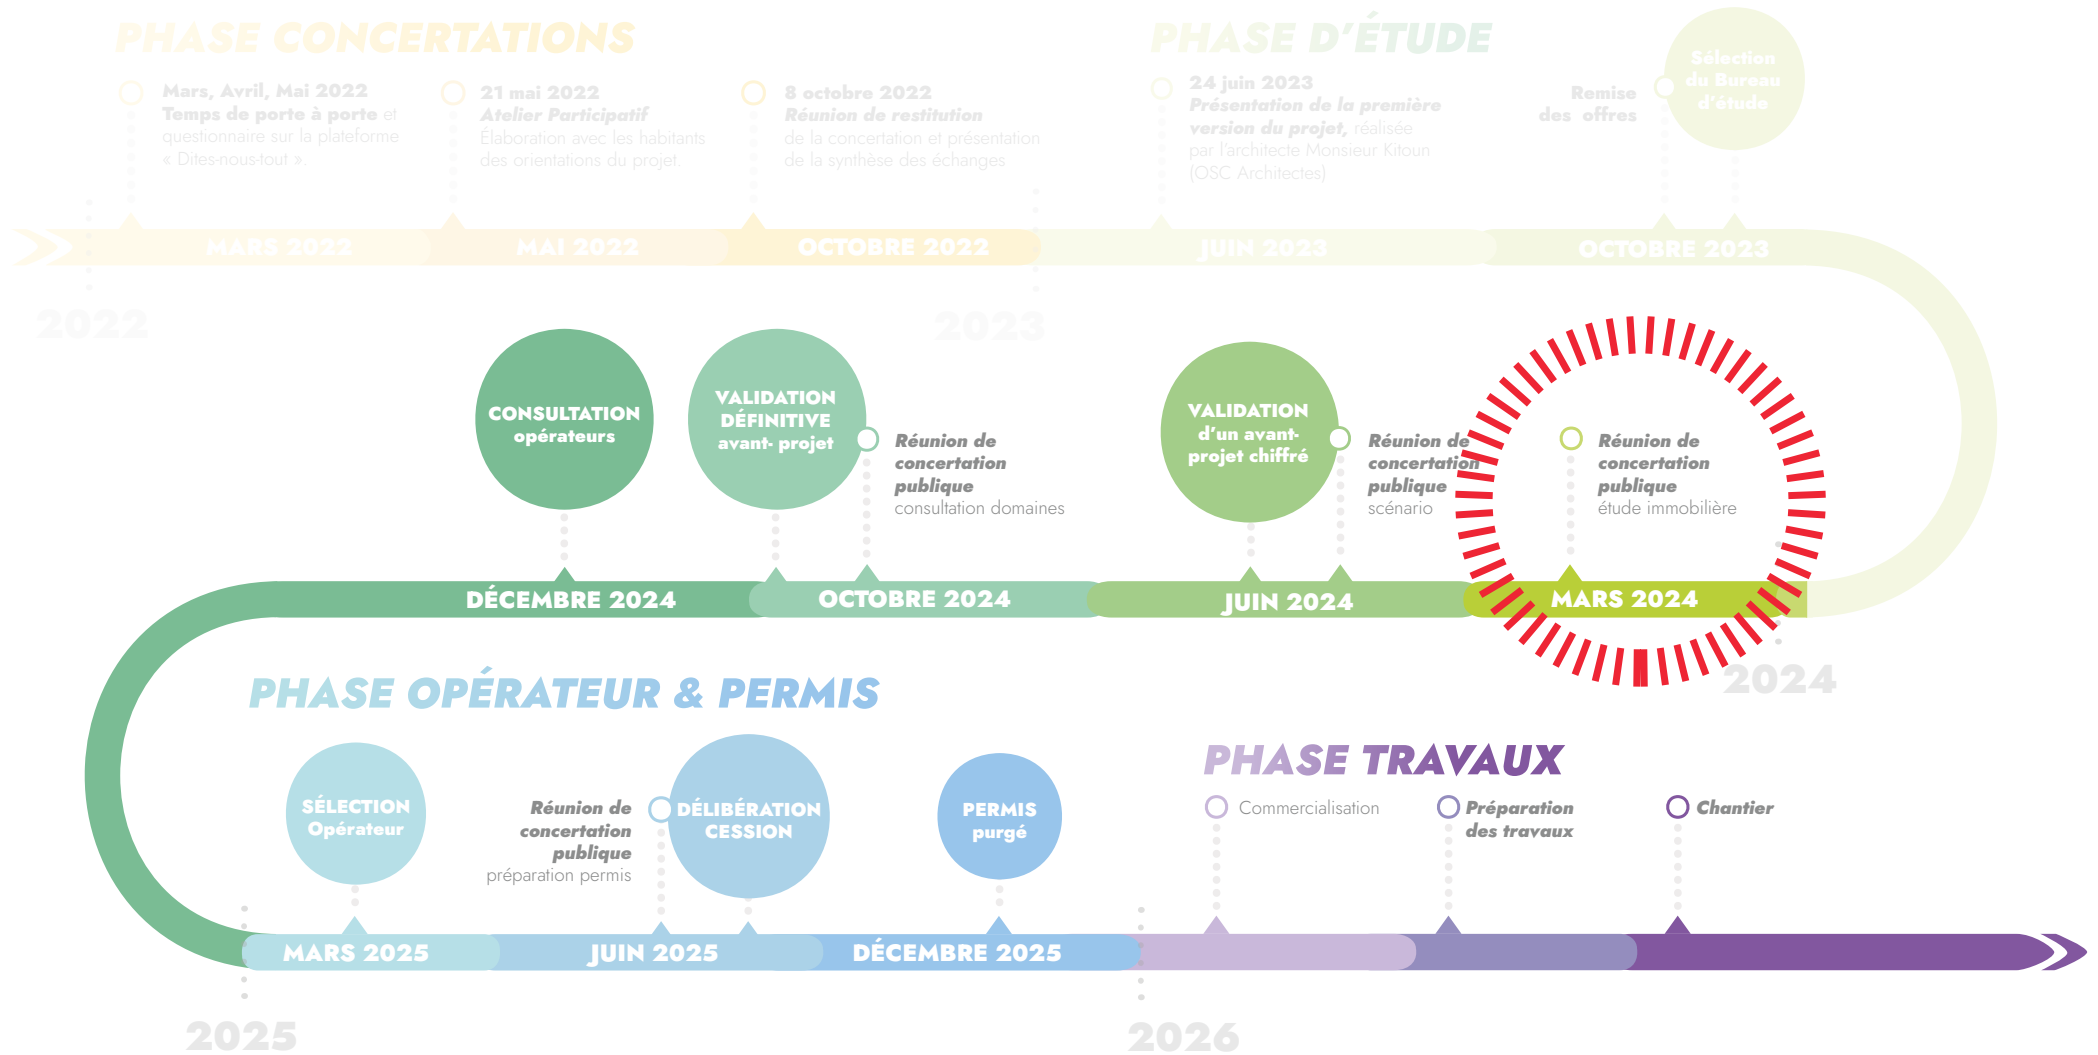 PHASE CONCERTATIONS
Mars, Avril, Mai 2022
Temps de porte à porte et
questionnaire sur la plateforme
« Dites-nous-tout ».
21 mai 2022
Atelier Participatif
Élaboration avec les habitants
des orientations du projet.
8 octobre 2022
Réunion de restitution
de la concertation et présentation
de la synthèse des échanges
PHASE D’ÉTUDE
24 juin 2023
Présentation de la première
version du projet, réalisée
par l’architecte Monsieur Kitoun
(OSC Architectes)
Remise
des offres
Sélection
du Bureau
d’étude
MARS 2022
MAI 2022
OCTOBRE 2022
JUIN 2023
OCTOBRE 2023
2022
2023
CONSULTATION
opérateurs
VALIDATION
DÉFINITIVE
avant- projet
Réunion de
concertation
publique
consultation domaines
VALIDATION
d’un avant-
projet chiffré
Réunion de
concertation
publique
scénario
Réunion de
concertation
publique
étude immobilière
DÉCEMBRE 2024
OCTOBRE 2024
JUIN 2024
MARS 2024
2024
PHASE OPÉRATEUR & PERMIS
SÉLECTION
Opérateur
Réunion de
concertation
publique
préparation permis
DÉLIBÉRATION
CESSION
PERMIS
purgé
PHASE TRAVAUX
Commercialisation
Préparation
des travaux
Chantier
MARS 2025
JUIN 2025
DÉCEMBRE 2025
2025
2026